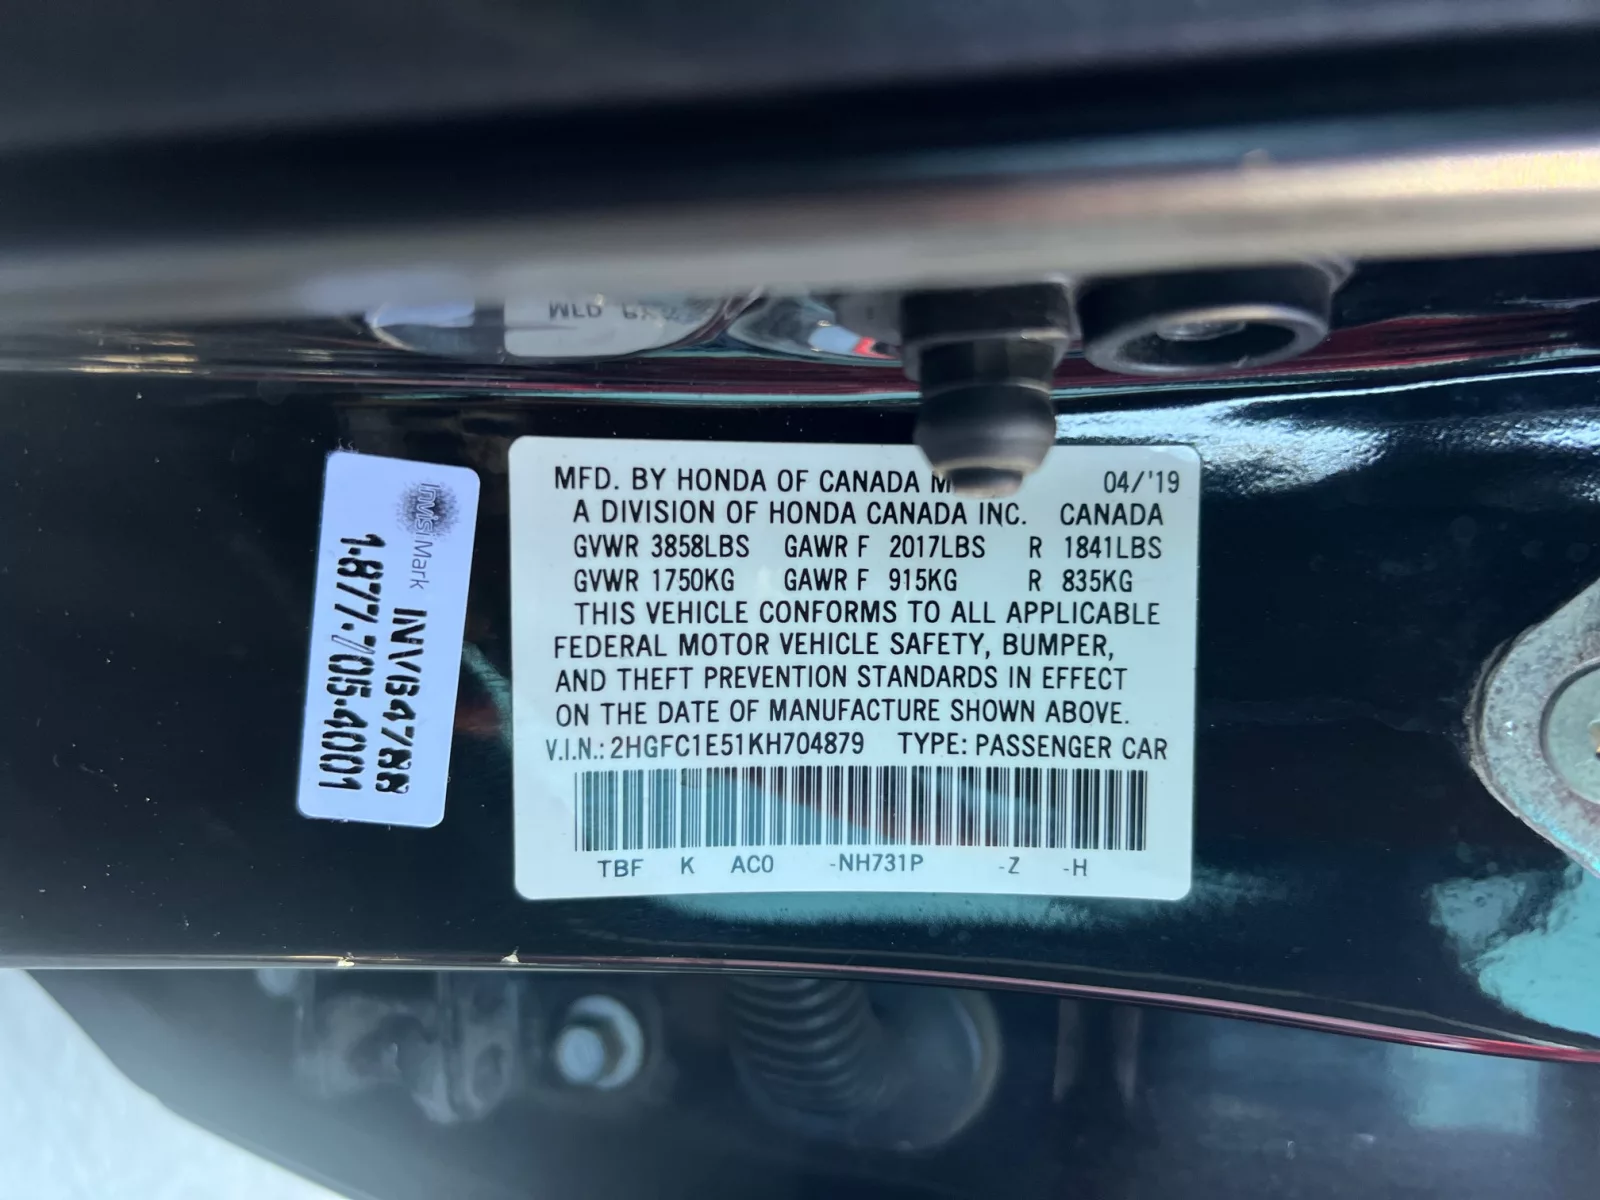 MFD. BY HONDA OF CANADA 04/'19
A DIVISION OF HONDA CANADA INC. CANADA
GVWR 3858LBS GAWR F 2017LBS R 1841LBS
GVWR 1750KG GAWR F 915KG R 835KG
THIS VEHICLE CONFORMS TO ALL APPLICABLE
FEDERAL MOTOR VEHICLE SAFETY, BUMPER,
AND THEFT PREVENTION STANDARDS IN EFFECT
ON THE DATE OF MANUFACTURE SHOWN ABOVE.
V.I.N.: 2HGFC1E51KH704879 TYPE: PASSENGER CAR
TBF K AC0 -NH731P -Z -H
InvisiMark
1-877-705-4001